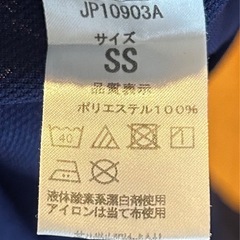 JP10903A
サイズ
SS
品質表示
ポリエステル100%
40
液体酸素系漂白剤使用
アイロンは当て布使用